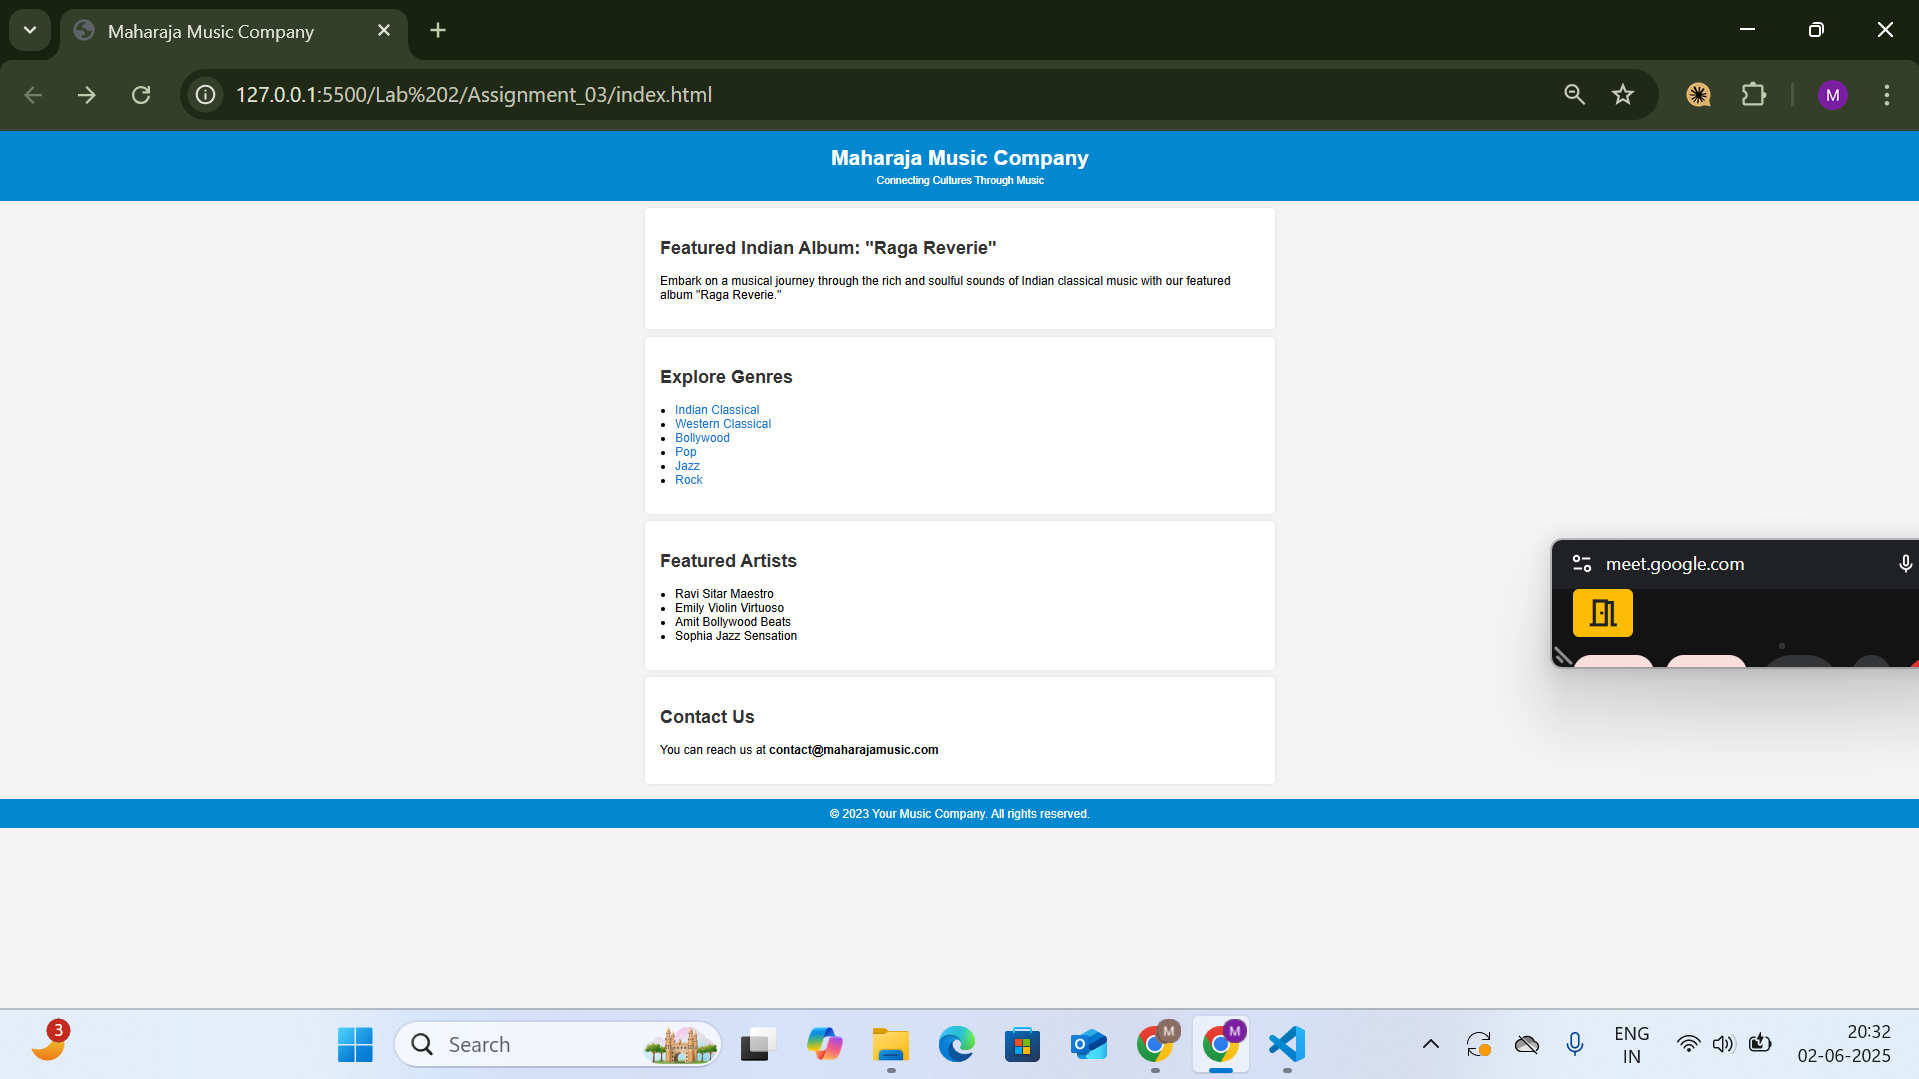 Maharaja Music Company
127.0.0.1:5500/Lab%202/Assignment_03/index.html
M
Maharaja Music Company
Connecting Cultures Through Music
Featured Indian Album: "Raga Reverie"
Embark on a musical journey through the rich and soulful sounds of Indian classical music with our featured
album "Raga Reverie."
Explore Genres
Indian Classical
Western Classical
Bollywood
Pop
Jazz
Rock
Featured Artists
Ravi Sitar Maestro
Emily Violin Virtuoso
Amit Bollywood Beats
Sophia Jazz Sensation
meet.google.com
Contact Us
You can reach us at contact@maharajamusic.com
© 2023 Your Music Company. All rights reserved.
3
Search
M
M
ENG
IN
20:32
02-06-2025